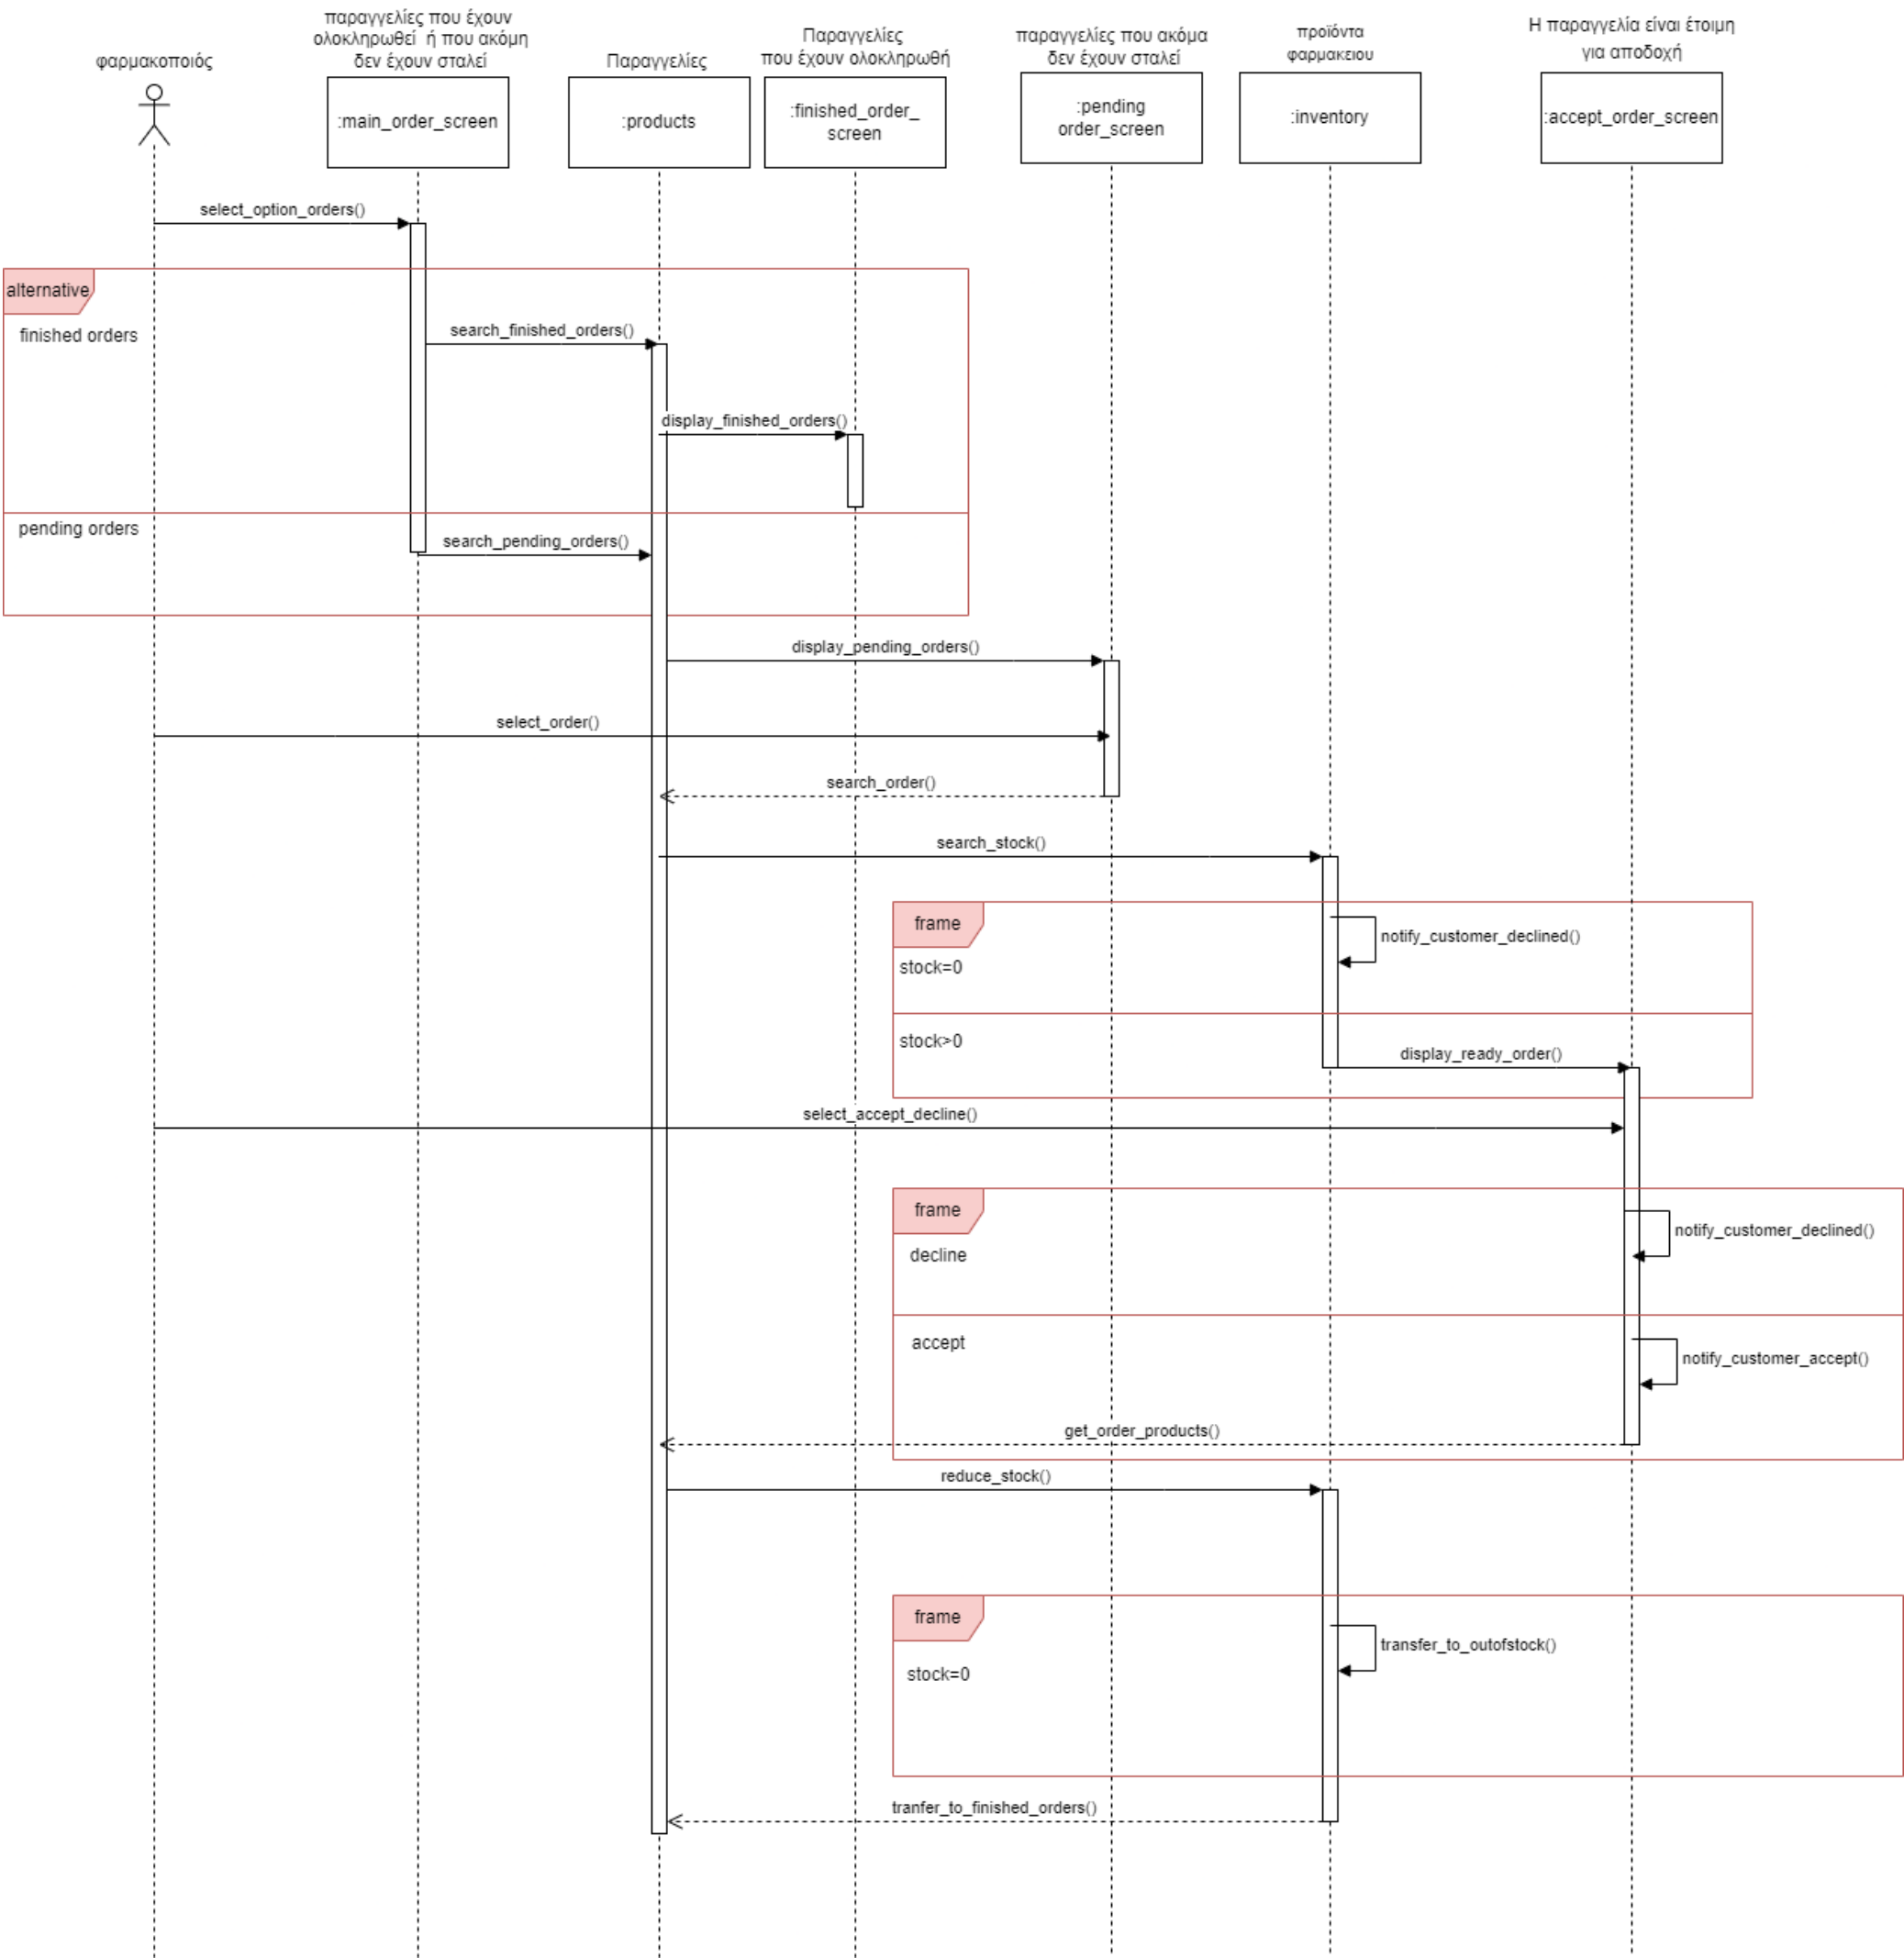 φαρμακοποιός
παραγγελίες που έχουν
ολοκληρωθεί ή που ακόμη
δεν έχουν σταλεί
Παραγγελίες
Παραγγελίες
που έχουν ολοκληρωθή
παραγγελίες που ακόμα
δεν έχουν σταλεί
προϊόντα
φαρμακειου
Η παραγγελία είναι έτοιμη
για αποδοχή
:main_order_screen
:products
:finished_order_
screen
:pending
order_screen
:inventory
:accept_order_screen
select_option_orders()
alternative
finished orders
search_finished_orders()
display_finished_orders()
pending orders
search_pending_orders()
display_pending_orders()
select_order()
search_order()
search_stock()
frame
notify_customer_declined()
stock=0
stock>0
display_ready_order()
select_accept_decline()
frame
notify_customer_declined()
decline
accept
notify_customer_accept()
get_order_products()
reduce_stock()
frame
transfer_to_outofstock()
stock=0
tranfer_to_finished_orders()